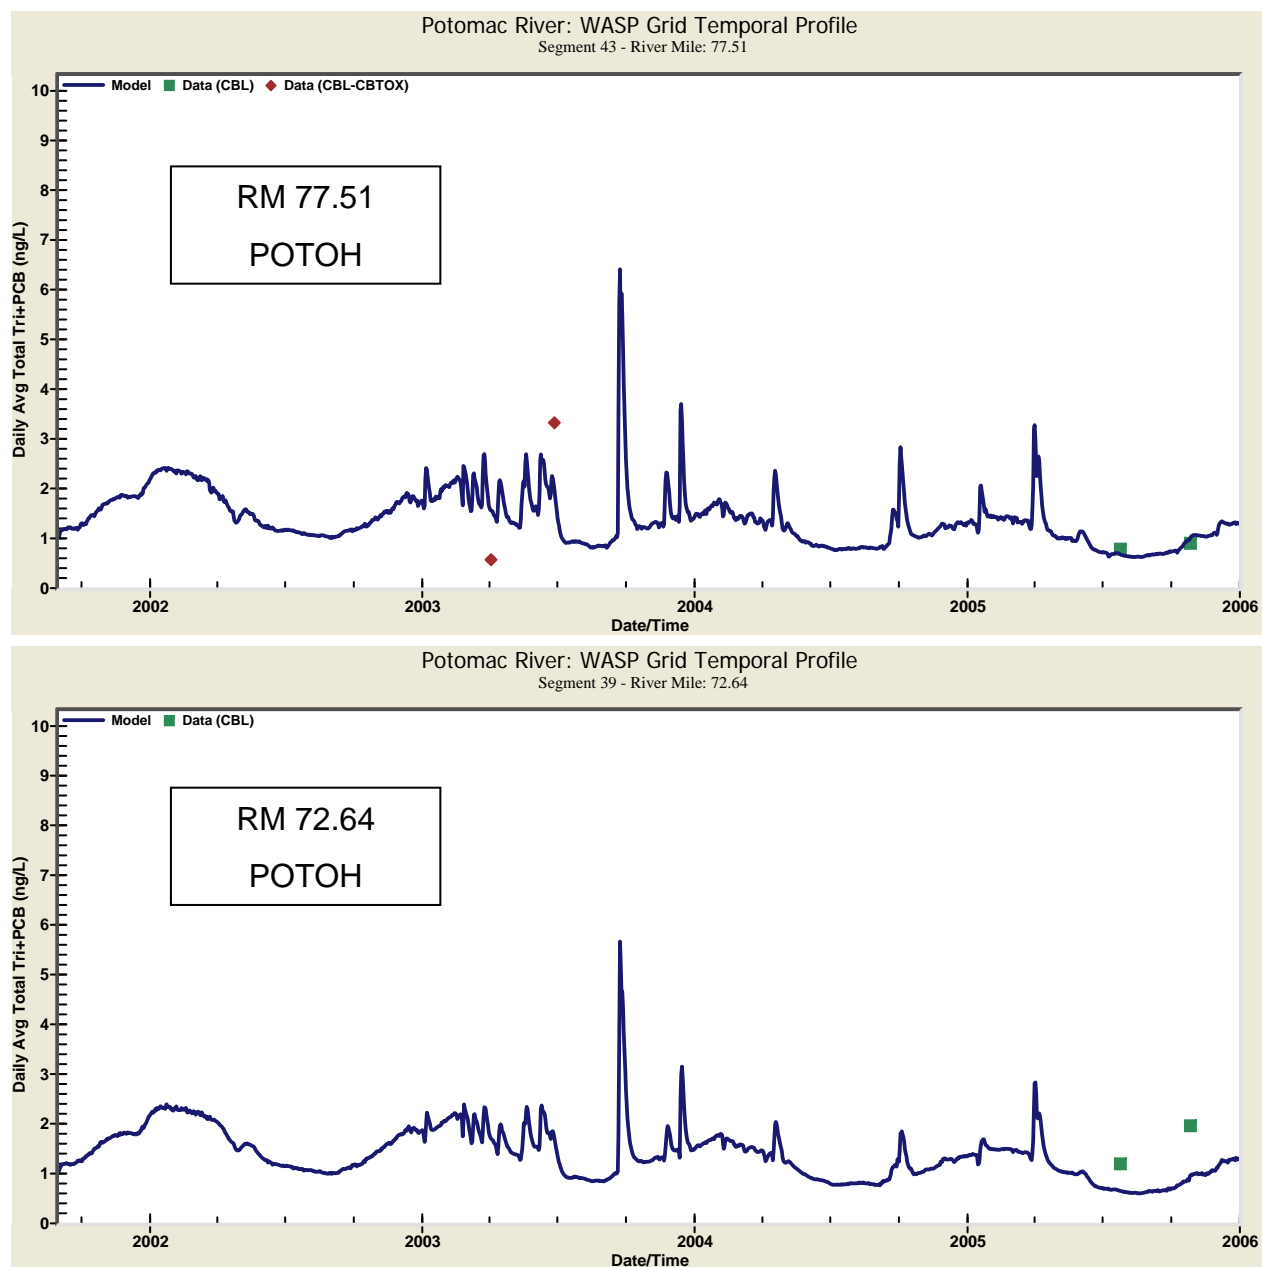 Potomac River: WASP Grid Temporal Profile
Segment 43 - River Mile: 77.51
Model Data (CBL) Data (CBL-CBTOX)
10
9
8
7
6
5
4
3
2
1
0
Daily Avg Total Tri+PCB (ng/L)
RM 77.51
POTOH
2002 2003 2004 2005 2006
Date/Time
Potomac River: WASP Grid Temporal Profile
Segment 39 - River Mile: 72.64
Model Data (CBL)
10
9
8
7
6
5
4
3
2
1
0
Daily Avg Total Tri+PCB (ng/L)
RM 72.64
POTOH
2002 2003 2004 2005 2006
Date/Time